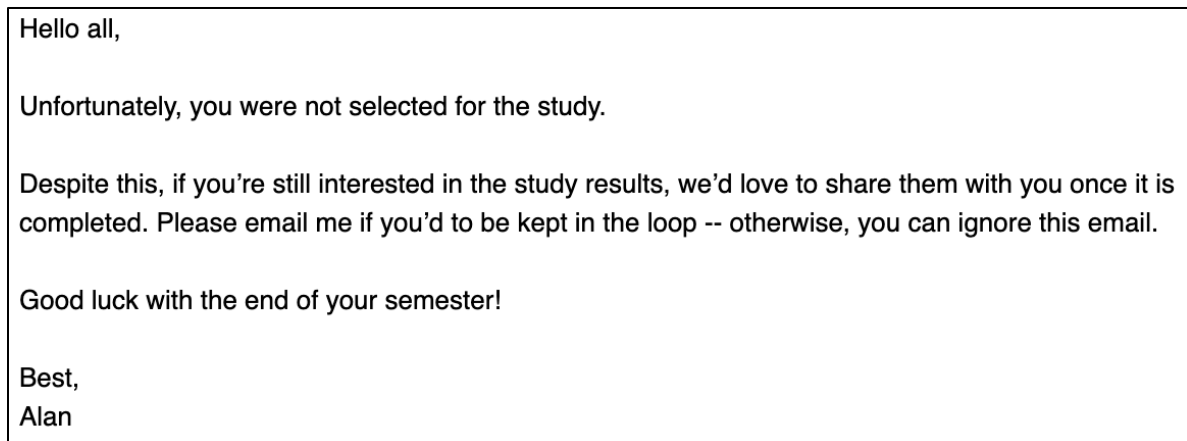 Hello all,
Unfortunately, you were not selected for the study.
Despite this, if you’re still interested in the study results, we’d love to share them with you once it is
completed. Please email me if you’d to be kept in the loop -- otherwise, you can ignore this email.
Good luck with the end of your semester!
Best,
Alan